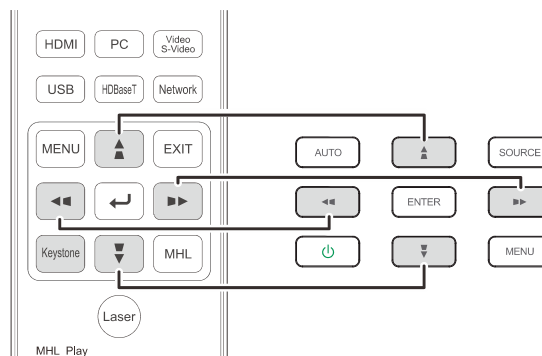 HDMI PC Video
S-Video
USB HDBaseT Network
MENU EXIT
AUTO SOURCE
ENTER
Keystone MHL
MENU
Laser
MHL Play